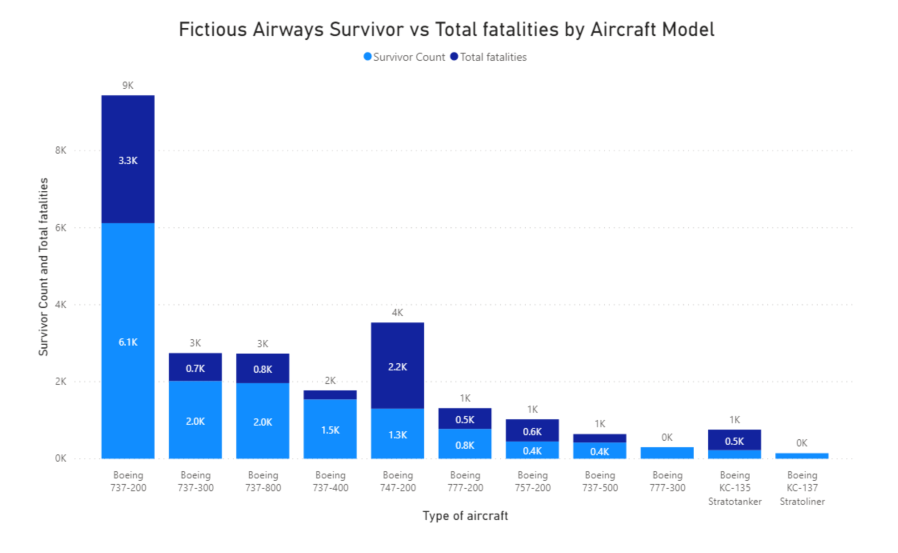 Fictious Airways Survivor vs Total fatalities by Aircraft Model
Survivor Count Total fatalities
Survivor Count and Total fatalities
8K
6K
4K
2K
0K
9K
3.3K
6.1K
3K
0.7K
2.0K
3K
0.8K
2.0K
2K
1.5K
4K
2.2K
1.3K
1K
0.5K
0.8K
1K
0.6K
0.4K
1K
0.4K
0K
1K
0.5K
0K
Boeing
737-200
Boeing
737-300
Boeing
737-800
Boeing
737-400
Boeing
747-200
Boeing
777-200
Boeing
757-200
Boeing
737-500
Boeing
777-300
Boeing
KC-135
Stratotanker
Boeing
KC-137
Stratoliner
Type of aircraft